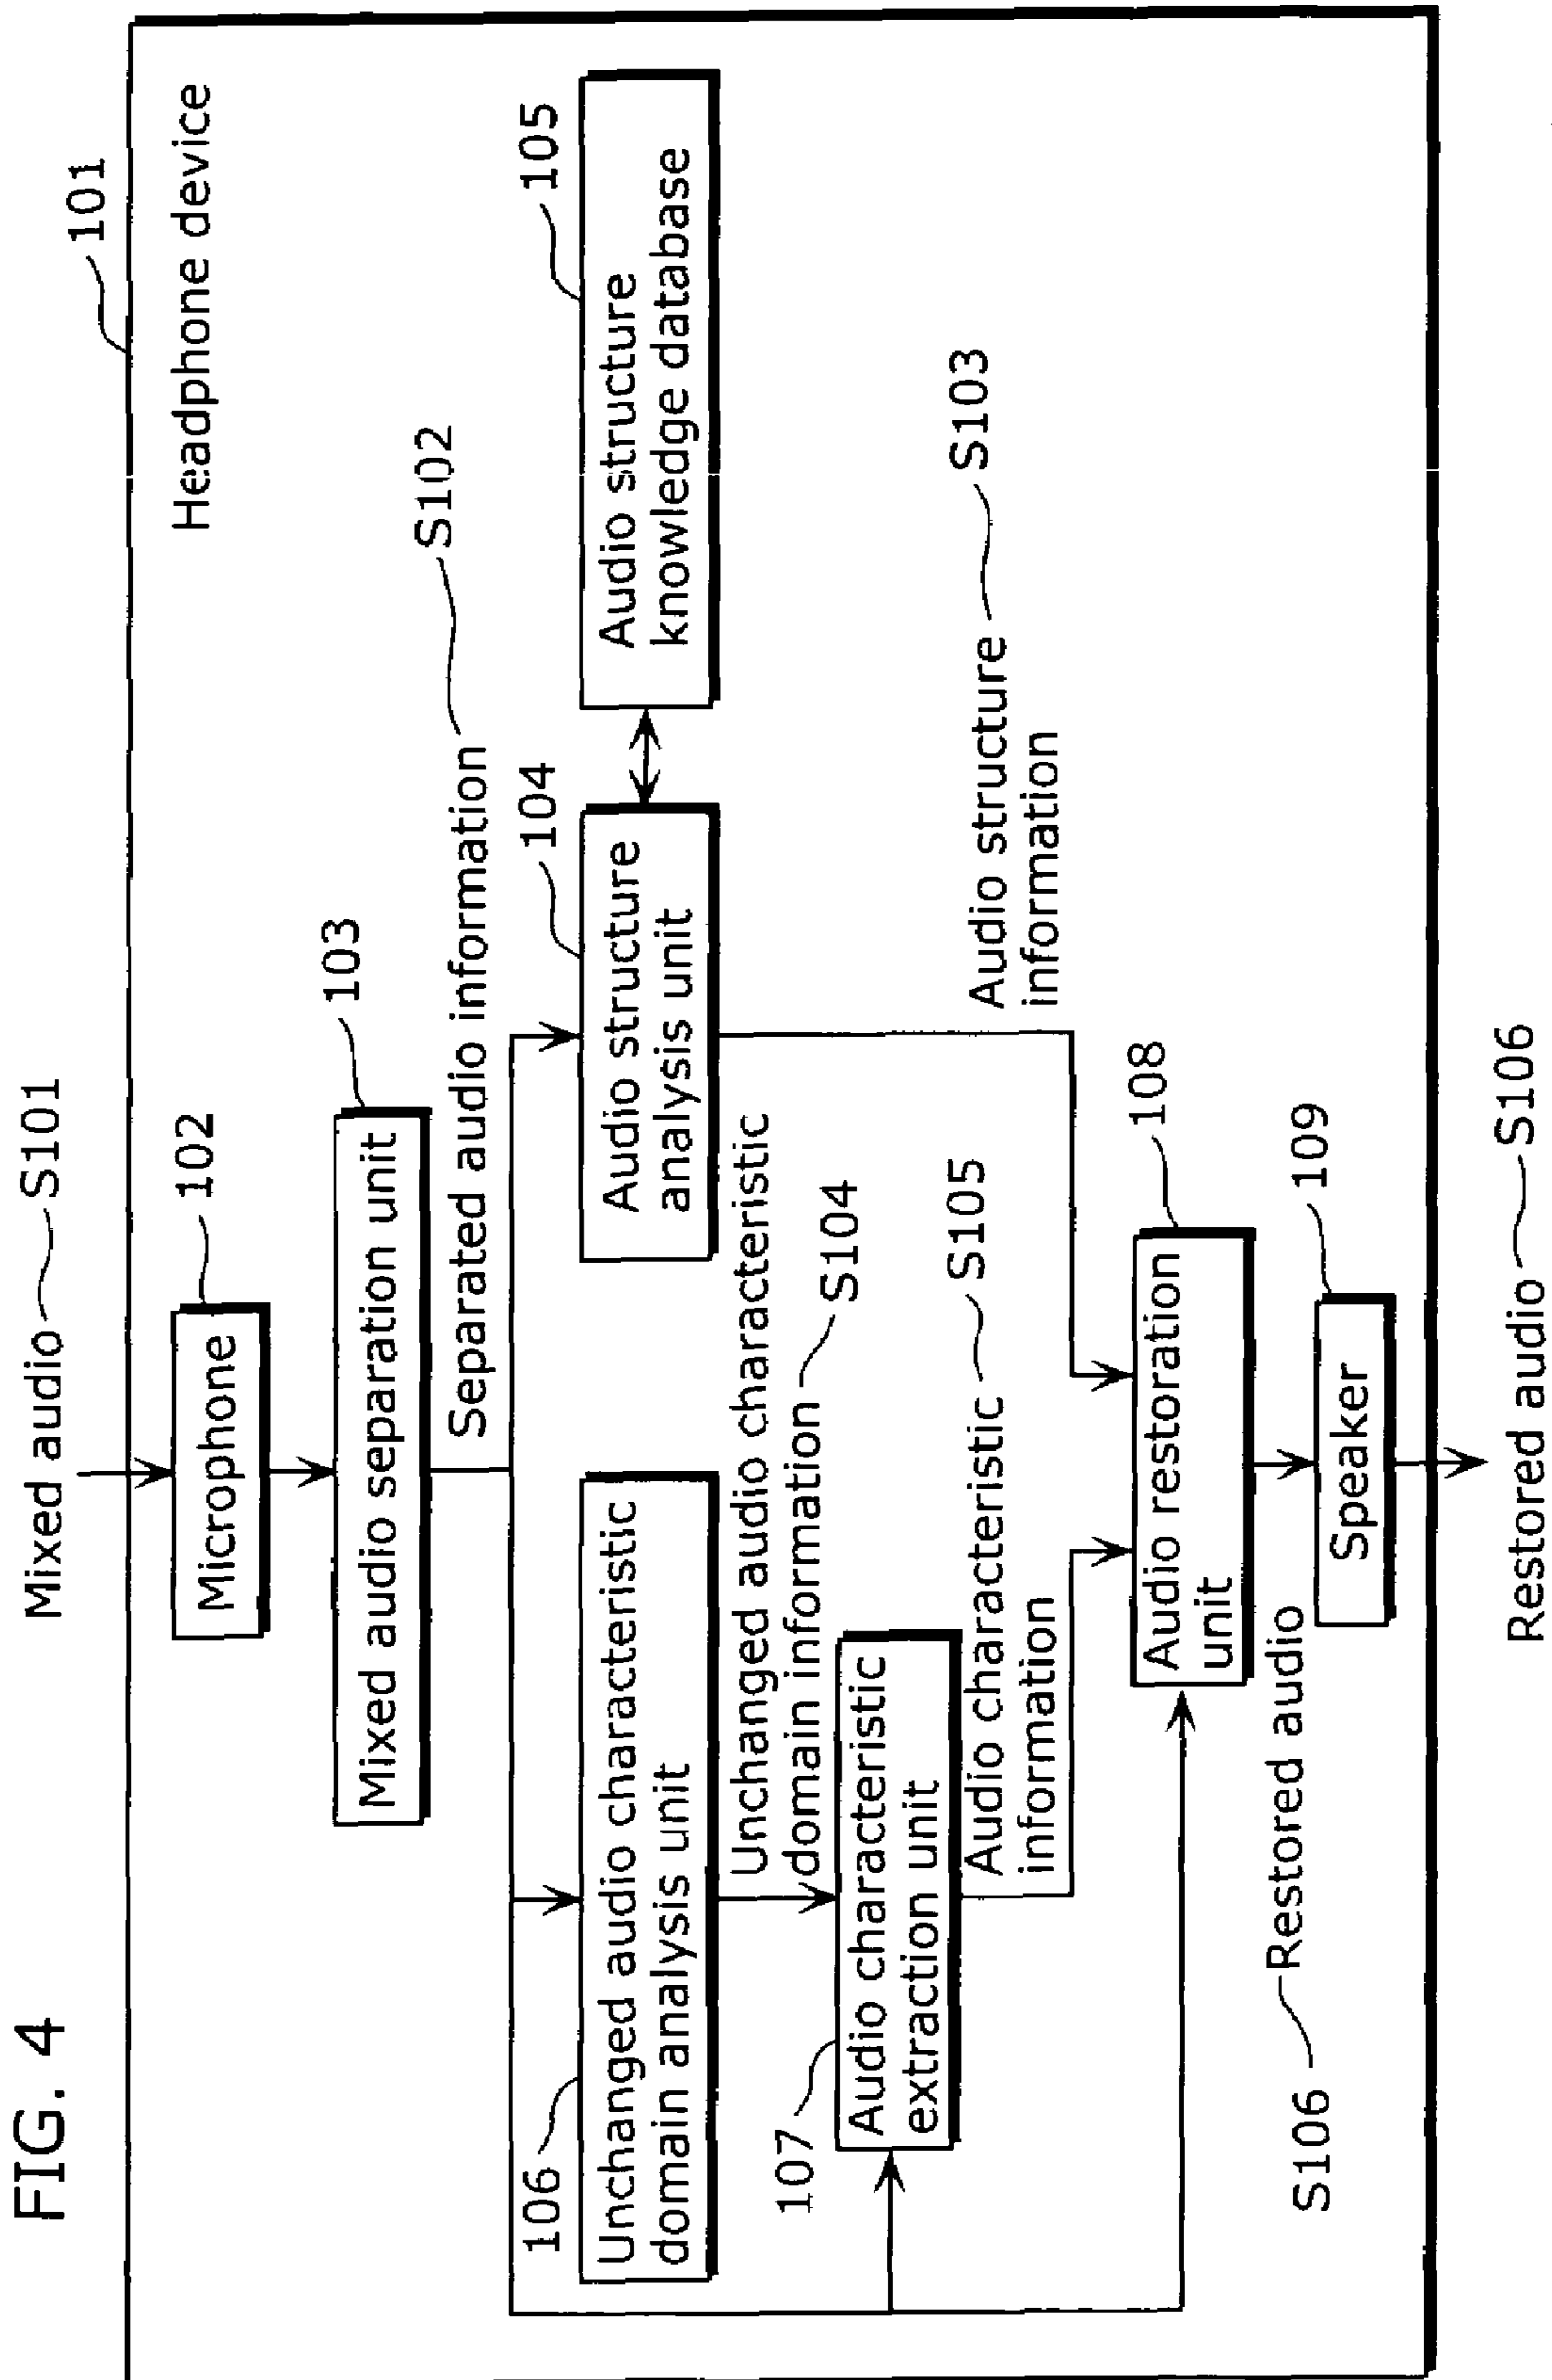 FIG. 4
Mixed audio
S101
101
Headphone device
Microphone
102
Mixed audio separation unit
103
Separated audio information
S102
106
Unchanged audio characteristic
domain analysis unit
104
Audio structure
analysis unit
105
Audio structure
knowledge database
Unchanged audio characteristic
domain information
S104
107
Audio characteristic
extraction unit
Audio characteristic
information
S105
Audio structure
information
S103
Audio restoration
unit
108
S106
Restored audio
Speaker
109
Restored audio
S106